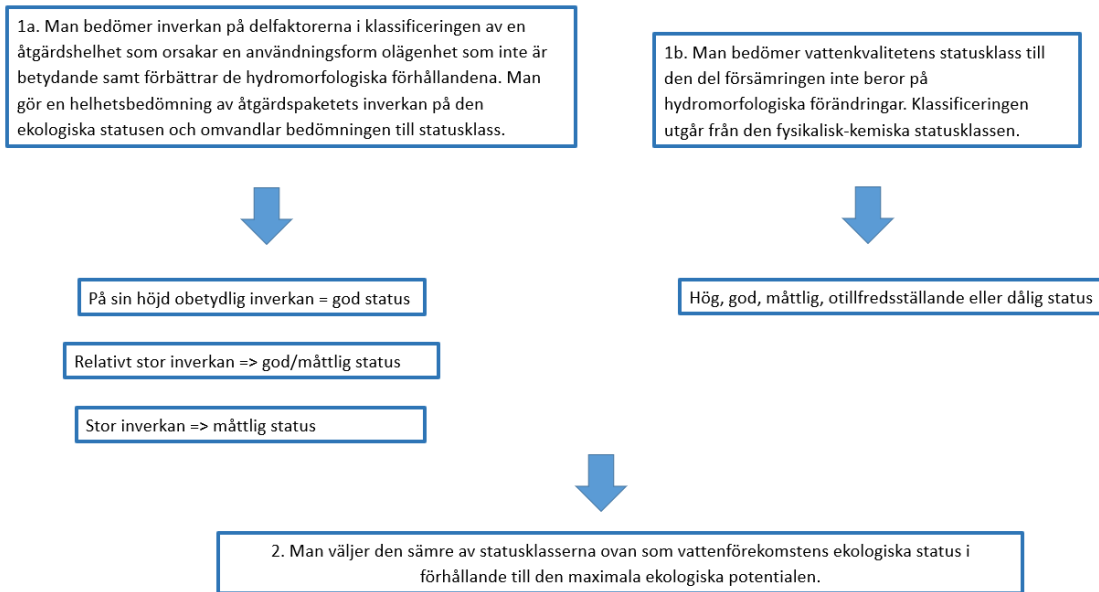 1a. Man bedömer inverkan på delfaktorerna i klassificeringen av en
åtgärdshelhet som orsakar en användningsform olägenhet som inte är
betydande samt förbättrar de hydromorfologiska förhållandena. Man
gör en helhetsbedömning av åtgärdspaketets inverkan på den
ekologiska statusen och omvandlar bedömningen till statusklass.
1b. Man bedömer vattenkvalitetens statusklass till
den del försämringen inte beror på
hydromorfologiska förändringar. Klassificeringen
utgår från den fysikalisk-kemiska statusklassen.
På sin höjd obetydlig inverkan = god status
Relativt stor inverkan => god/måttlig status
Stor inverkan => måttlig status
Hög, god, måttlig, otillfredsställande eller dålig status
2. Man väljer den sämre av statusklasserna ovan som vattenförekomstens ekologiska status i
förhållande till den maximala ekologiska potentialen.